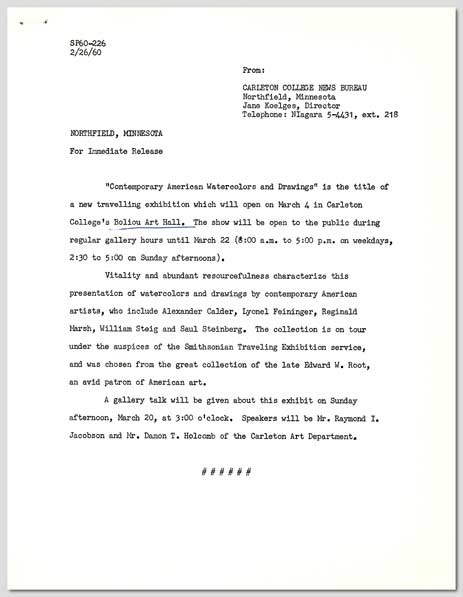 SP60-226
2/26/60
From:
CARLETON COLLEGE NEWS BUREAU
Northfield, Minnesota
Jane Koelges, Director
Telephone: NIagara 5-4431, ext. 218
NORTHFIELD, MINNESOTA
For Immediate Release
"Contemporary American Watercolors and Drawings" is the title of
a new travelling exhibition which will open on March 4 in Carleton
College's Boliou Art Hall. The show will be open to the public during
regular gallery hours until March 22 (8:00 a.m. to 5:00 p.m. on weekdays,
2:30 to 5:00 on Sunday afternoons).
Vitality and abundant resourcefulness characterize this
presentation of watercolors and drawings by contemporary American
artists, who include Alexander Calder, Lyonel Feininger, Reginald
Marsh, William Steig and Saul Steinberg. The collection is on tour
under the auspices of the Smithsonian Traveling Exhibition service,
and was chosen from the great collection of the late Edward W. Root,
an avid patron of American art.
A gallery talk will be given about this exhibit on Sunday
afternoon, March 20, at 3:00 o'clock. Speakers will be Mr. Raymond I.
Jacobson and Mr. Damon T. Holcomb of the Carleton Art Department.
# # # # # #